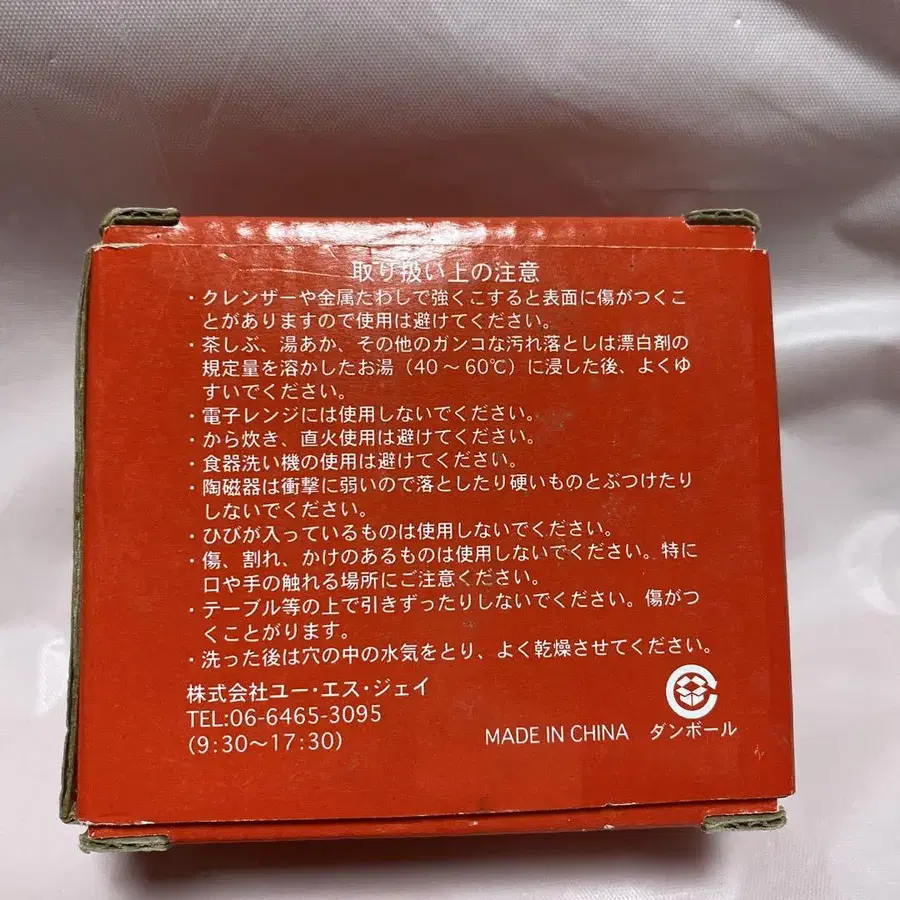 取り扱い上の注意
・クレンザーや金属たわしで強くこすると表面に傷がつくこ
とがありますので使用は避けてください。
・茶しぶ、湯あか、その他のガンコな汚れ落としは漂白剤の
規定量を溶かしたお湯（40～60℃）に浸した後、よくゆ
すいでください。
・電子レンジには使用しないでください。
・から炊き、直火使用は避けてください。
・食器洗い機の使用は避けてください。
・陶磁器は衝撃に弱いので落としたり硬いものとぶつけたり
しないでください。
・ひびが入っているものは使用しないでください。
・傷、割れ、かけのあるものは使用しないでください。特に
口や手の触れる場所にご注意ください。
・テーブル等の上で引きずったりしないでください。傷がつ
くことがります。
・洗った後は穴の中の水気をとり、よく乾燥させてください。
株式会社ユー・エス・ジェイ
TEL:06-6465-3095
(9:30～17:30)
MADE IN CHINA ダンボール